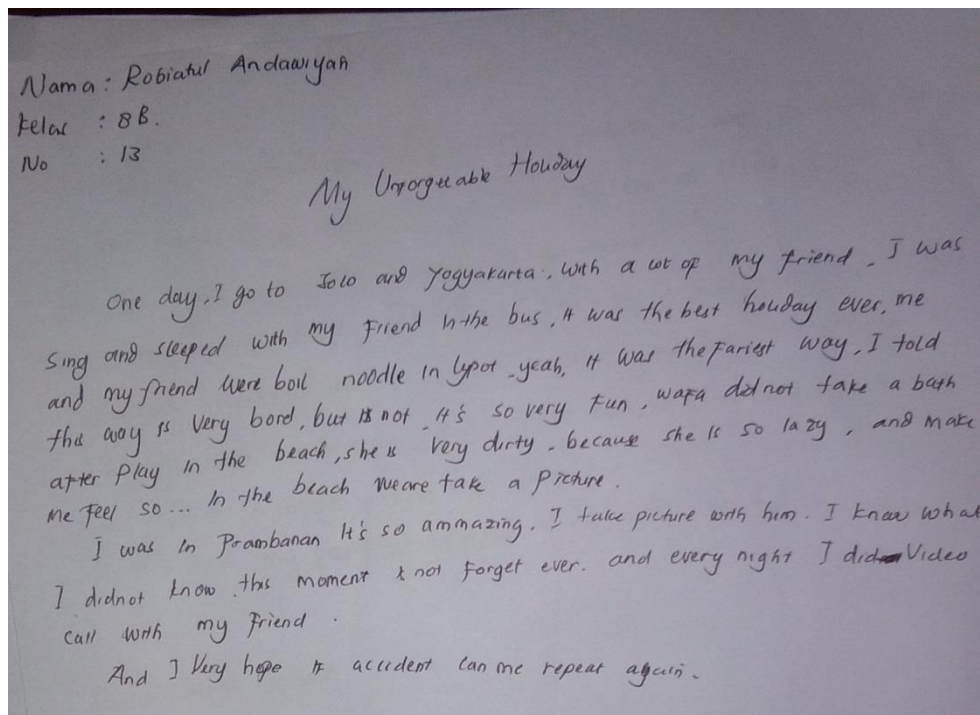 Nama : Robiatul Andawiyah
Kelas : 8B.
No : 13
My Unforgetable Holiday
One day, I go to Solo and Yogyakarta, with a lot of my friend. I was
Sing and sleeped with my Friend in the bus, it was the best holiday ever, me
and my friend were boil noodle in . yeah, it was the Fariest way, I told
this way is Very bord, but is not, it's so very Fun, wafa did not take a bath
after Play in the beach, she is very dirty, because she is so lazy, and make
me Feel so... In the beach we are take a Picture.
I was in Prambanan It's so ammazing. I take picture with him. I know what
I didnot know this moment not Forget ever. and every night I did Video
Call with my Friend.
And I Very hope accident can me repeat again.